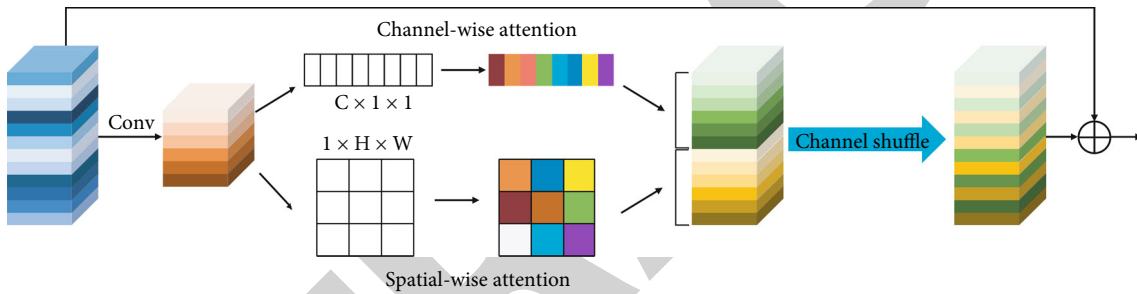 Channel-wise attention
C × 1 × 1
Conv
1 × H × W
Channel shuffle
Spatial-wise attention